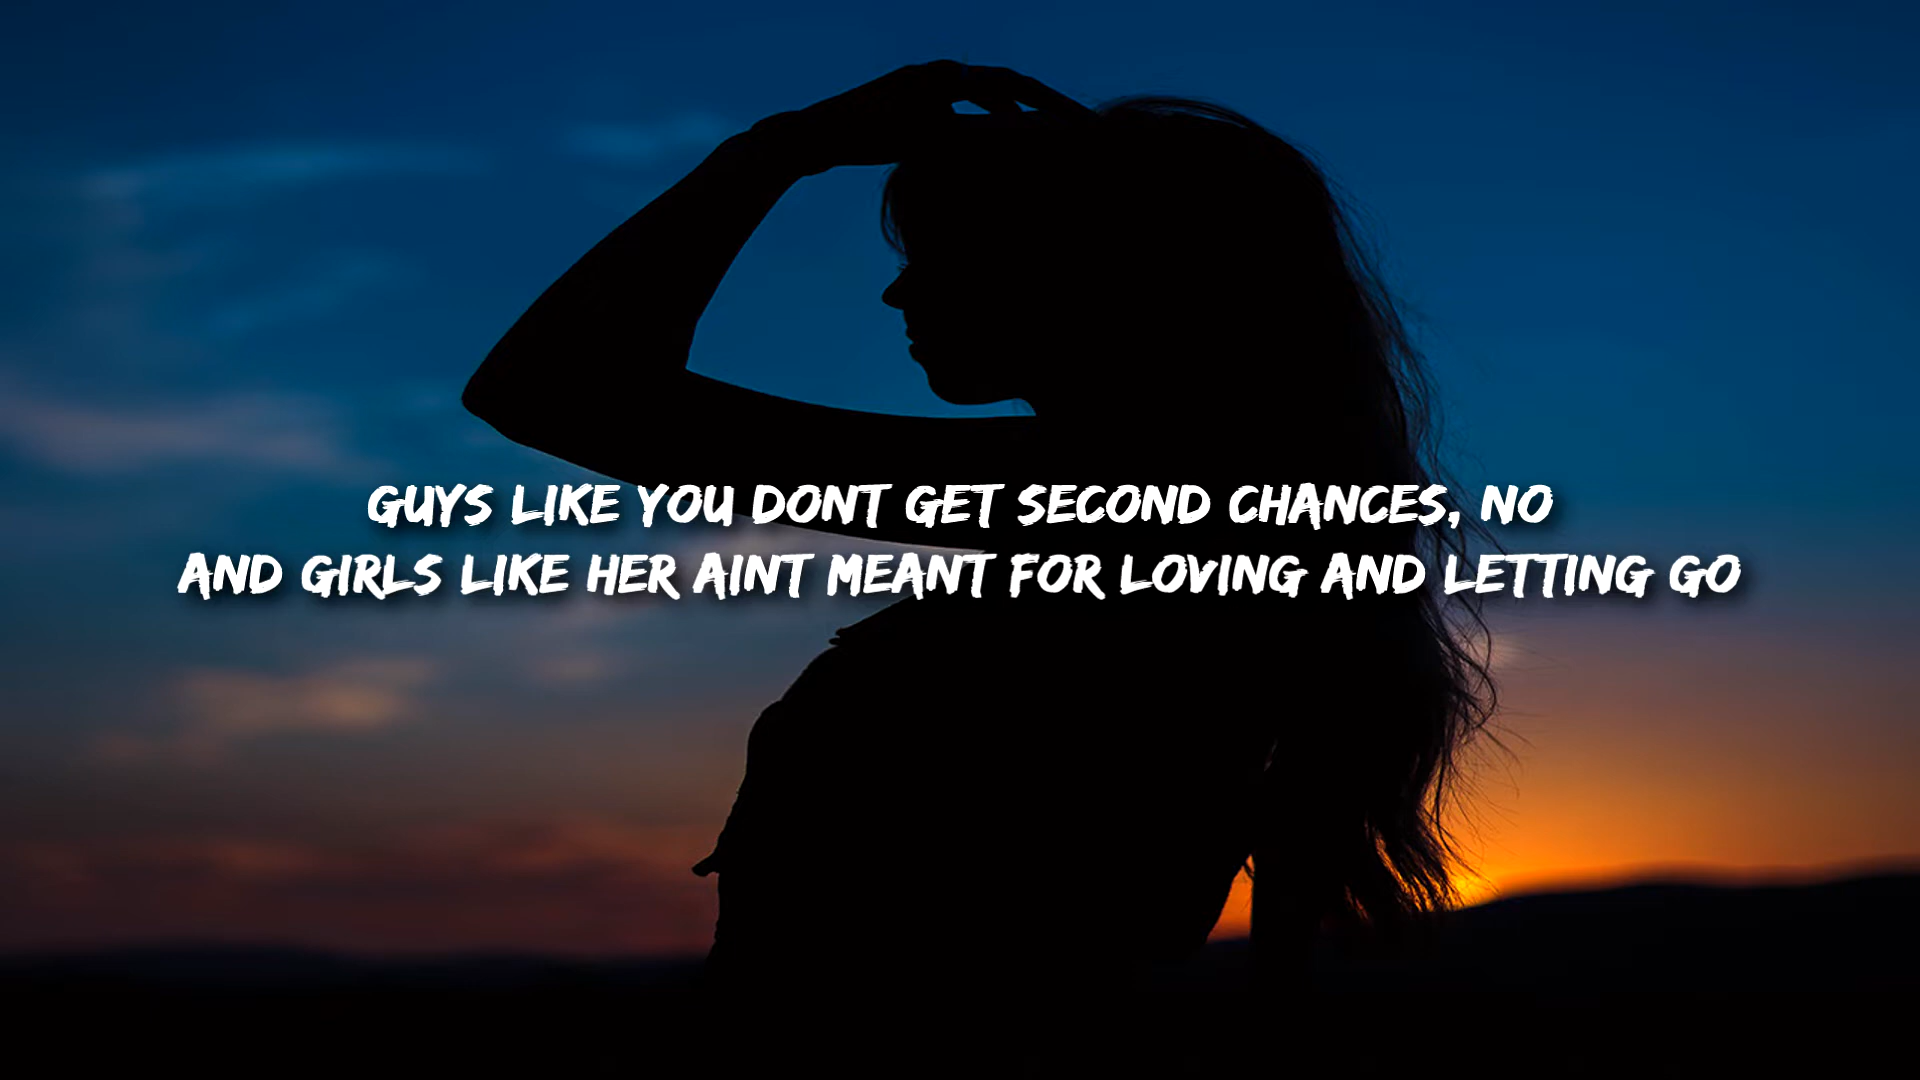 GUYS LIKE YOU DONT GET SECOND CHANCES, NO
AND GIRLS LIKE HER AINT MEANT FOR LOVING AND LETTING GO